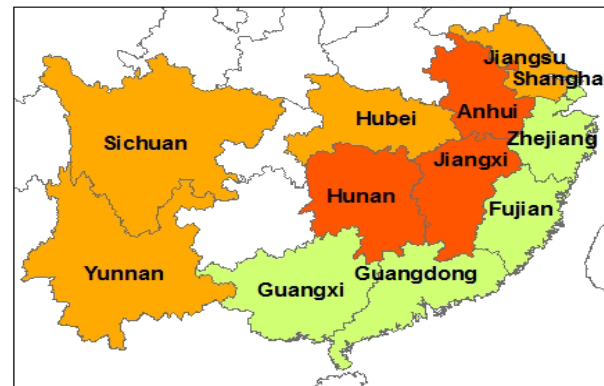 Jiangsu
Shangha
Anhui
Hubei
Sichuan
Zhejiang
Jiangxi
Hunan
Fujian
Yunnan
Guangdong
Guangxi